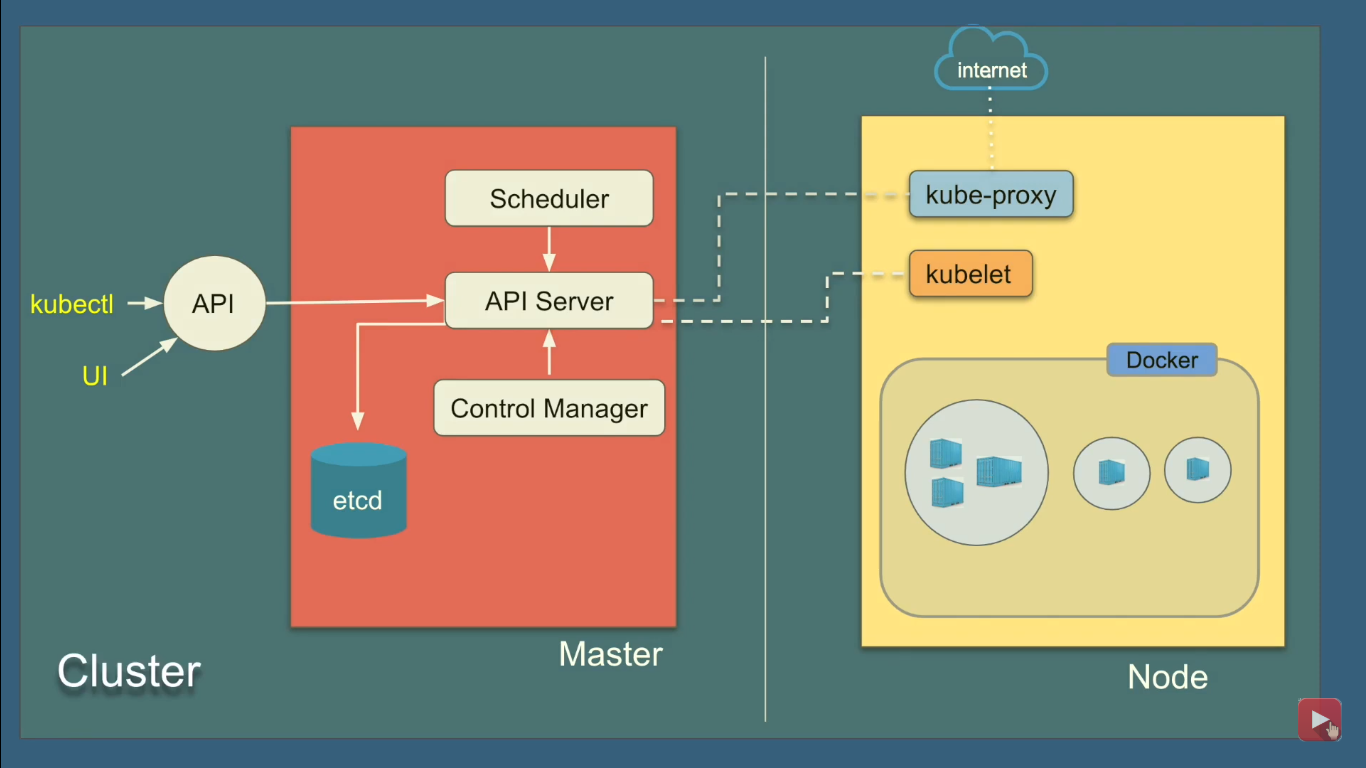 internet
Scheduler
kube-proxy
kubelet
API Server
kubectl
API
UI
Docker
Control Manager
etcd
Master
Cluster
Node